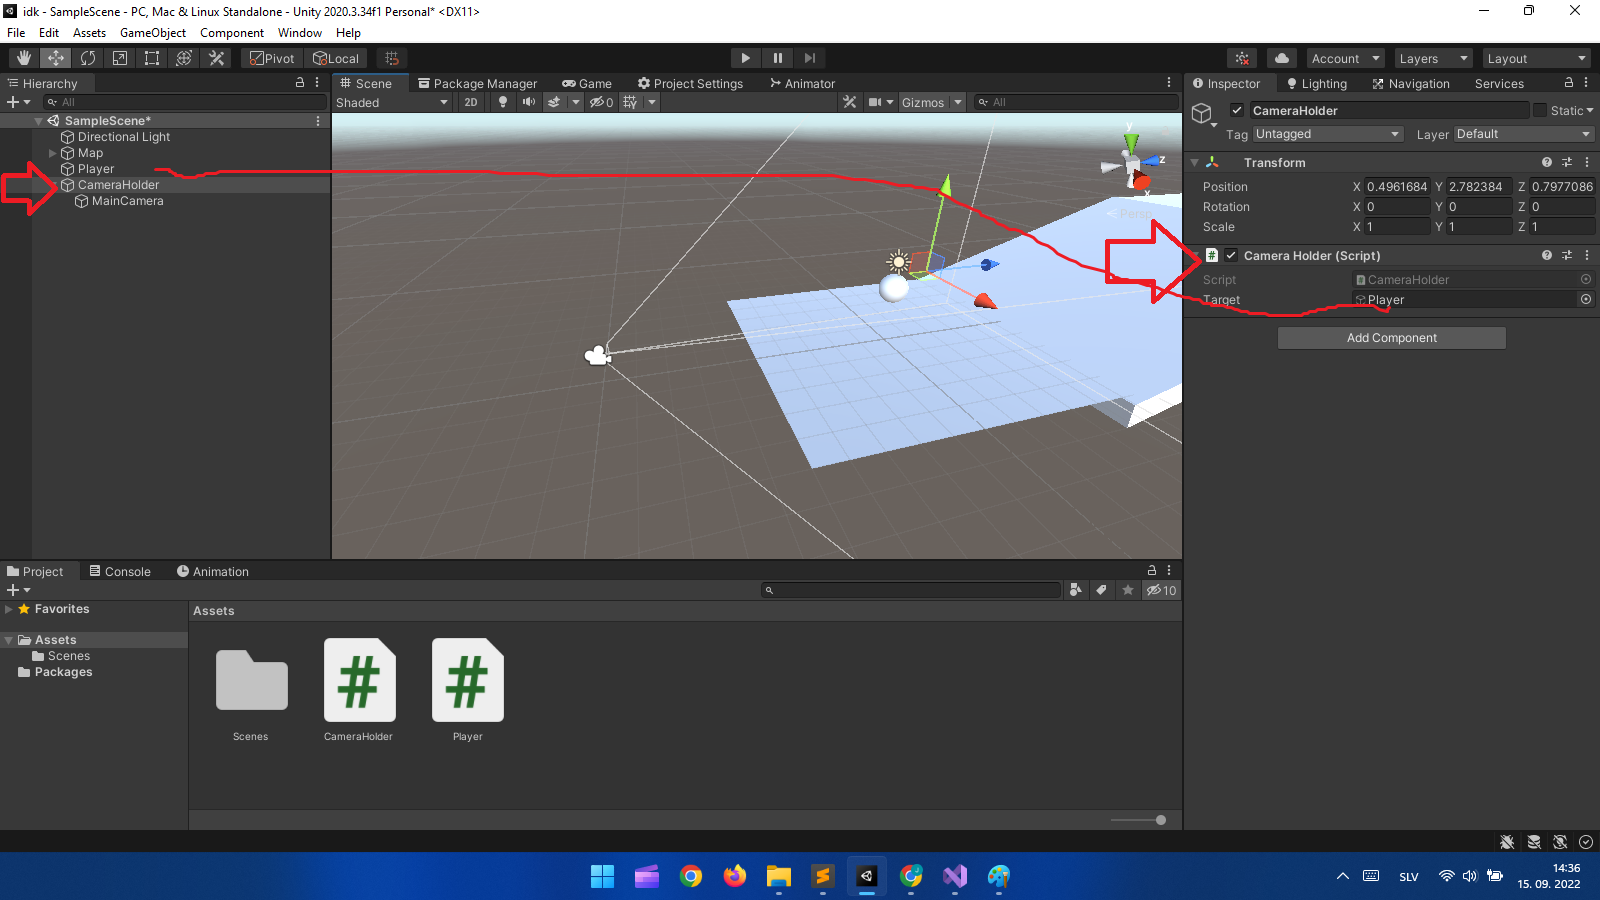 idk - SampleScene - PC, Mac & Linux Standalone - Unity 2020.3.34f1 Personal* <DX11>
File Edit Assets GameObject Component Window Help
Pivot Local Account Layers Layout
Hierarchy
All
SampleScene*
Directional Light
Map
Player
CameraHolder
MainCamera
Scene Package Manager Game Project Settings Animator
Shaded 2D 0 Gizmos All
y
z
x
Persp
Inspector Lighting Navigation Services
CameraHolder Static
Tag Untagged Layer Default
Transform
Position X 0.4961684 Y 2.782384 Z 0.7977086
Rotation X 0 Y 0 Z 0
Scale X 1 Y 1 Z 1
# Camera Holder (Script)
Script # CameraHolder
Target Player
Add Component
Project Console Animation
10
Favorites
Assets
Scenes
Packages
Assets
# #
Scenes CameraHolder Player
SLV
14:36
15. 09. 2022